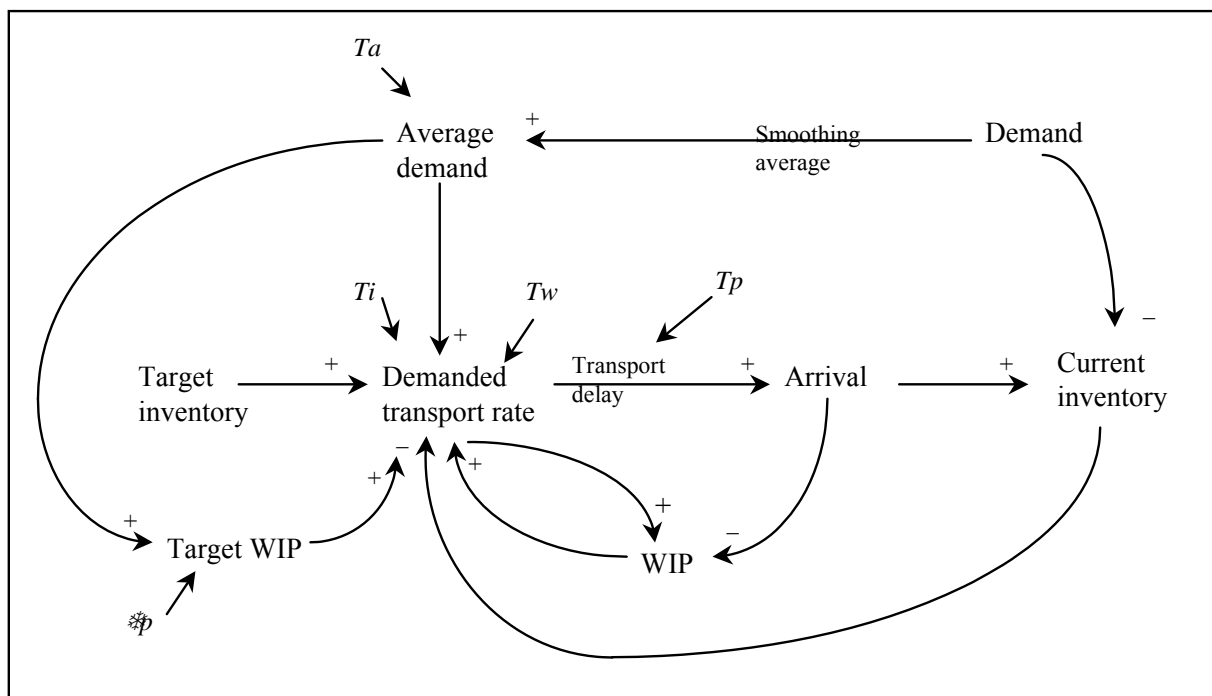 Ta
+
Average
demand
Smoothing
average
Demand
Ti
Tw
Tp
+
−
Target
inventory
+
Demanded
transport rate
Transport
delay
+
Arrival
+
Current
inventory
−
+
+
+
+
−
Target WIP
WIP
p